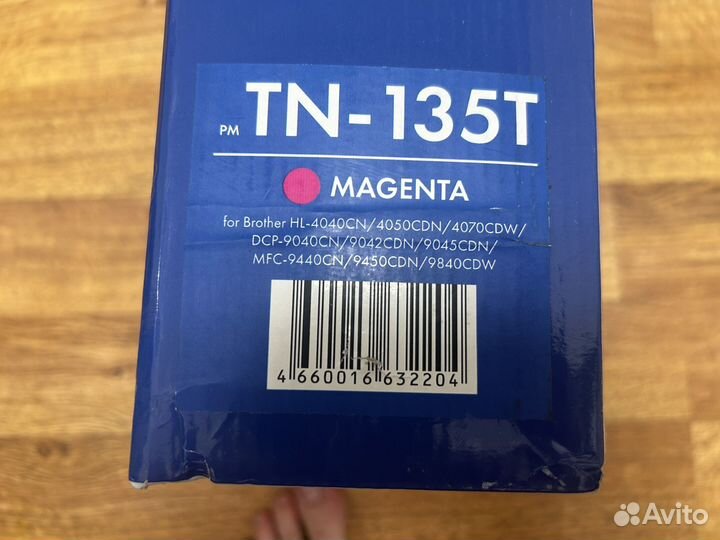 PM TN-135T
MAGENTA
for Brother HL-4040CN/4050CDN/4070CDW/
DCP-9040CN/9042CDN/9045CDN/
MFC-9440CN/9450CDN/9840CDW
4 660016 632204
Avito